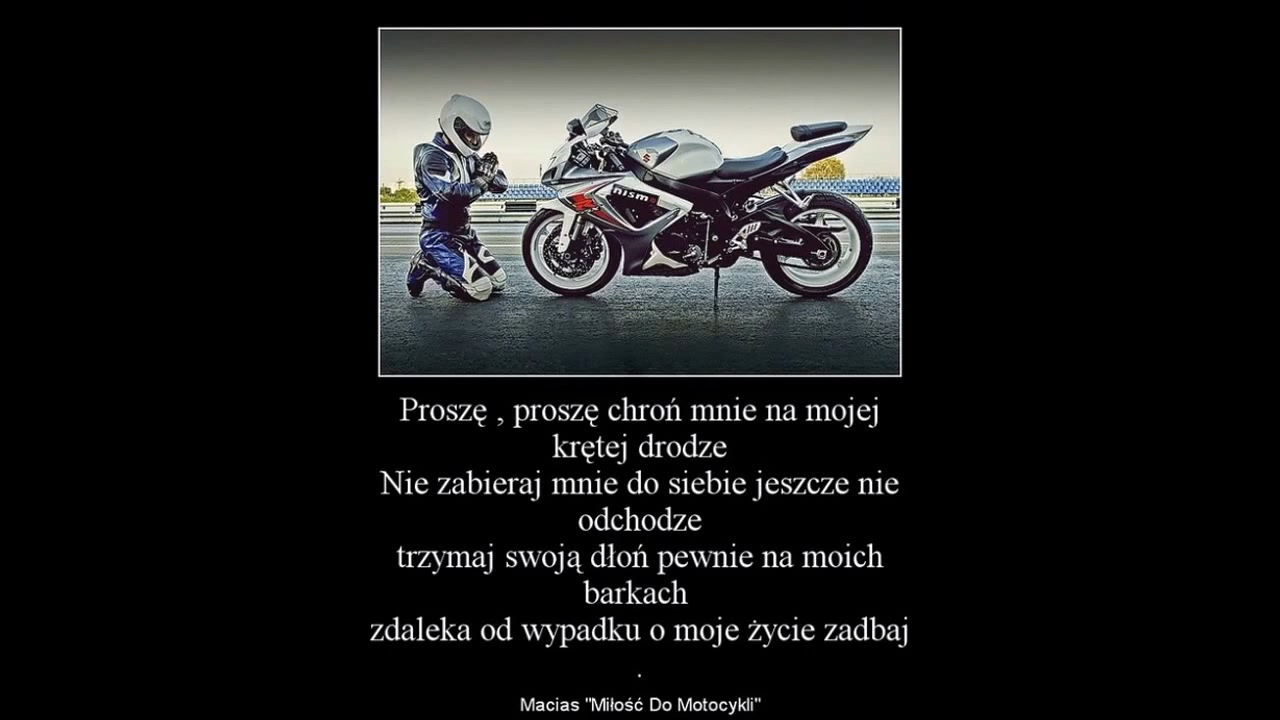 nism
Proszę , proszę chroń mnie na mojej
krętej drodze
Nie zabieraj mnie do siebie jeszcze nie
odchodze
trzymaj swoją dłoń pewnie na moich
barkach
zdaleka od wypadku o moje życie zadbaj
.
Macias "Miłość Do Motocykli"